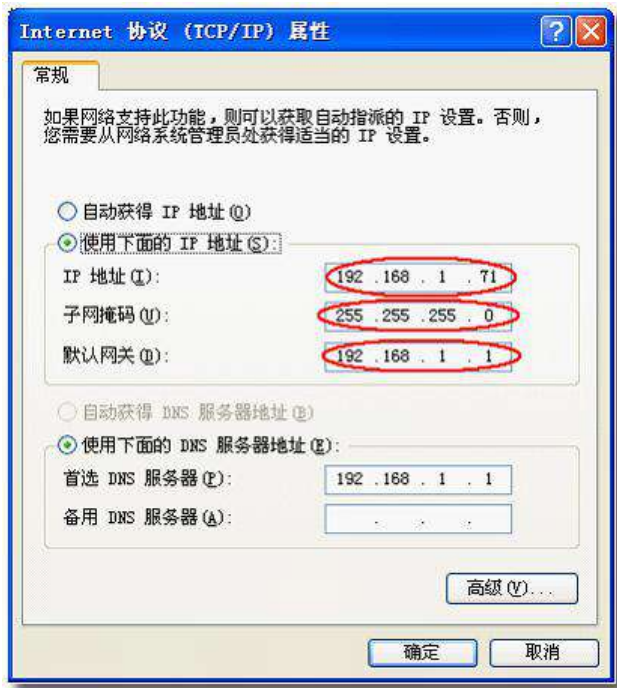 Internet 协议 (TCP/IP) 属性
常规
如果网络支持此功能，则可以获取自动指派的 IP 设置。否则，
您需要从网络系统管理员处获得适当的 IP 设置。
自动获得 IP 地址(O)
使用下面的 IP 地址(S):
IP 地址(I): 192 .168 . 1 . 71
子网掩码(U): 255 .255 .255 . 0
默认网关(D): 192 .168 . 1 . 1
自动获得 DNS 服务器地址(B)
使用下面的 DNS 服务器地址(E):
首选 DNS 服务器(P): 192 .168 . 1 . 1
备用 DNS 服务器(A): . . .
高级(V)...
确定 取消